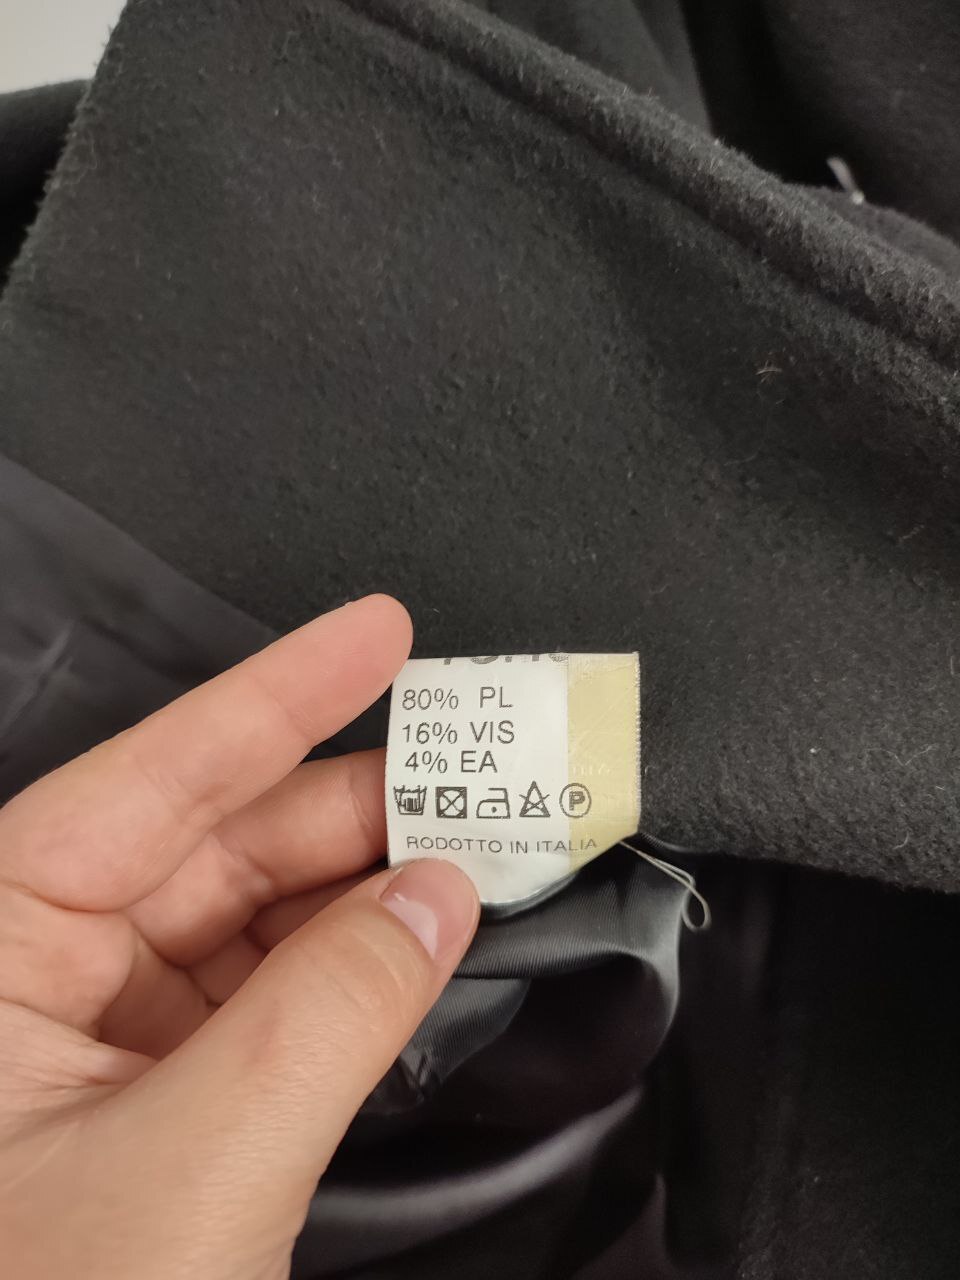 80% PL
16% VIS
4% EA
P
RODOTTO IN ITALIA